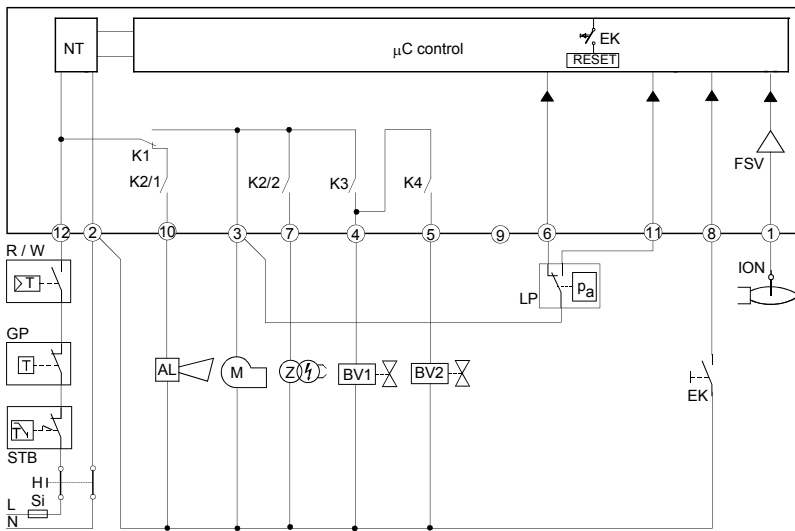 NT
µC control
EK
RESET
K1
K2/1
K2/2
K3
K4
FSV
12
2
10
3
7
4
5
9
6
11
8
1
R / W
T
LP
pa
ION
GP
T
AL
M
Z
BV1
BV2
EK
T
STB
H
L
Si
N